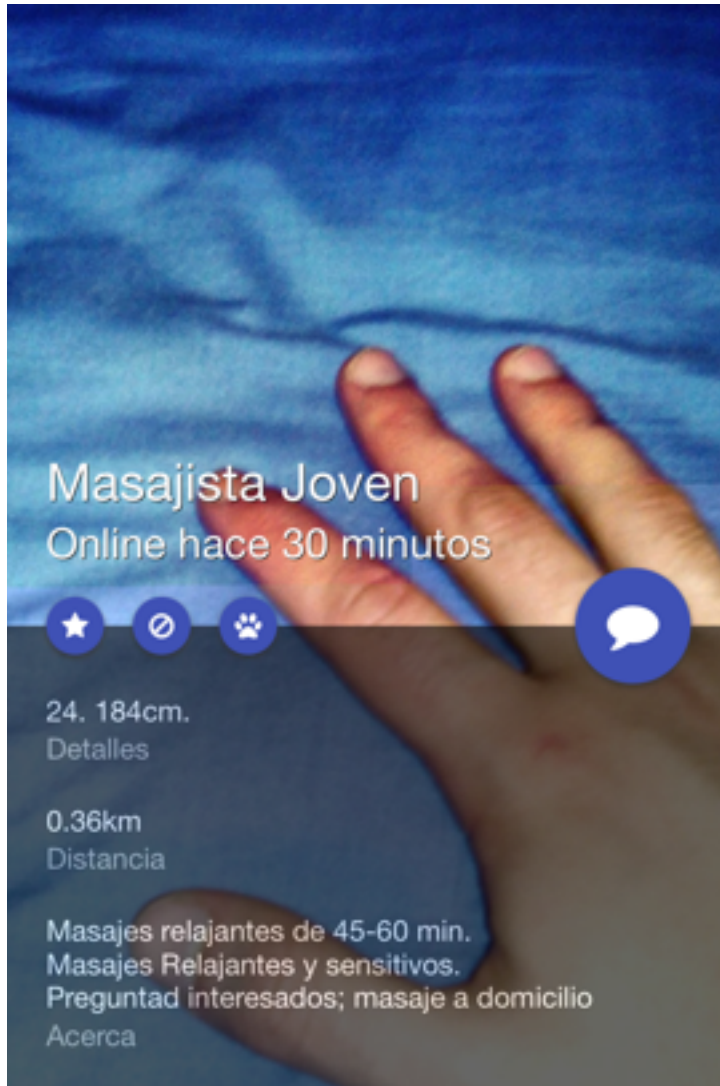 Masajista Joven
Online hace 30 minutos
24. 184cm.
Detalles
0.36km
Distancia
Masajes relajantes de 45-60 min.
Masajes Relajantes y sensitivos.
Preguntad interesados; masaje a domicilio
Acerca